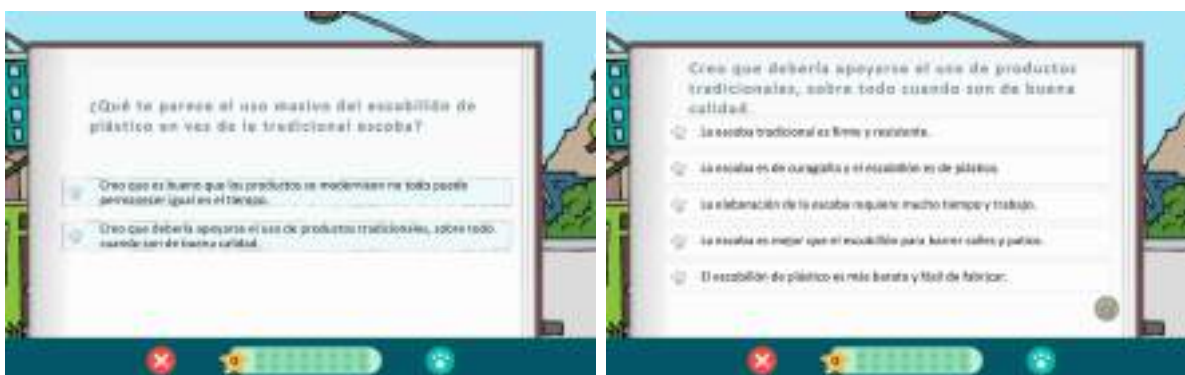 ¿Qué te parece el uso masivo del escobillón de
plástico en vez de la tradicional escoba?
Creo que es bueno que los productos se modernicen no todo puede
permanecer igual en el tiempo.
Creo que debería apoyarse el uso de productos tradicionales, sobre todo
cuando son de buena calidad.
Creo que debería apoyarse el uso de productos
tradicionales, sobre todo cuando son de buena
calidad.
La escoba tradicional es firme y resistente.
La escoba es de curagüilla y el escobillón es de plástico.
La elaboración de la escoba requiere mucho tiempo y trabajo.
La escoba es mejor que el escobillón para barrer calles y patios.
El escobillón de plástico es más barato y fácil de fabricar.